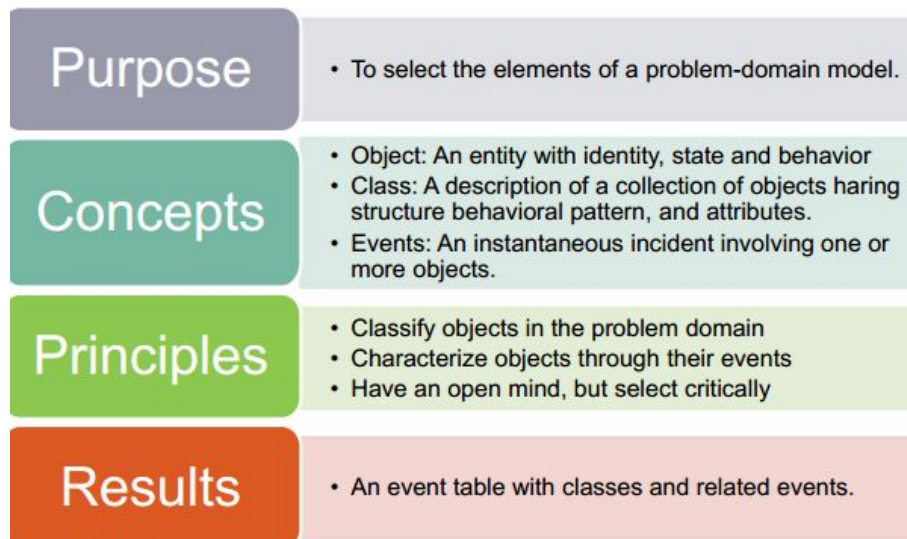 Purpose
• To select the elements of a problem-domain model.
Concepts
• Object: An entity with identity, state and behavior
• Class: A description of a collection of objects haring
structure behavioral pattern, and attributes.
• Events: An instantaneous incident involving one or
more objects.
Principles
• Classify objects in the problem domain
• Characterize objects through their events
• Have an open mind, but select critically
Results
• An event table with classes and related events.